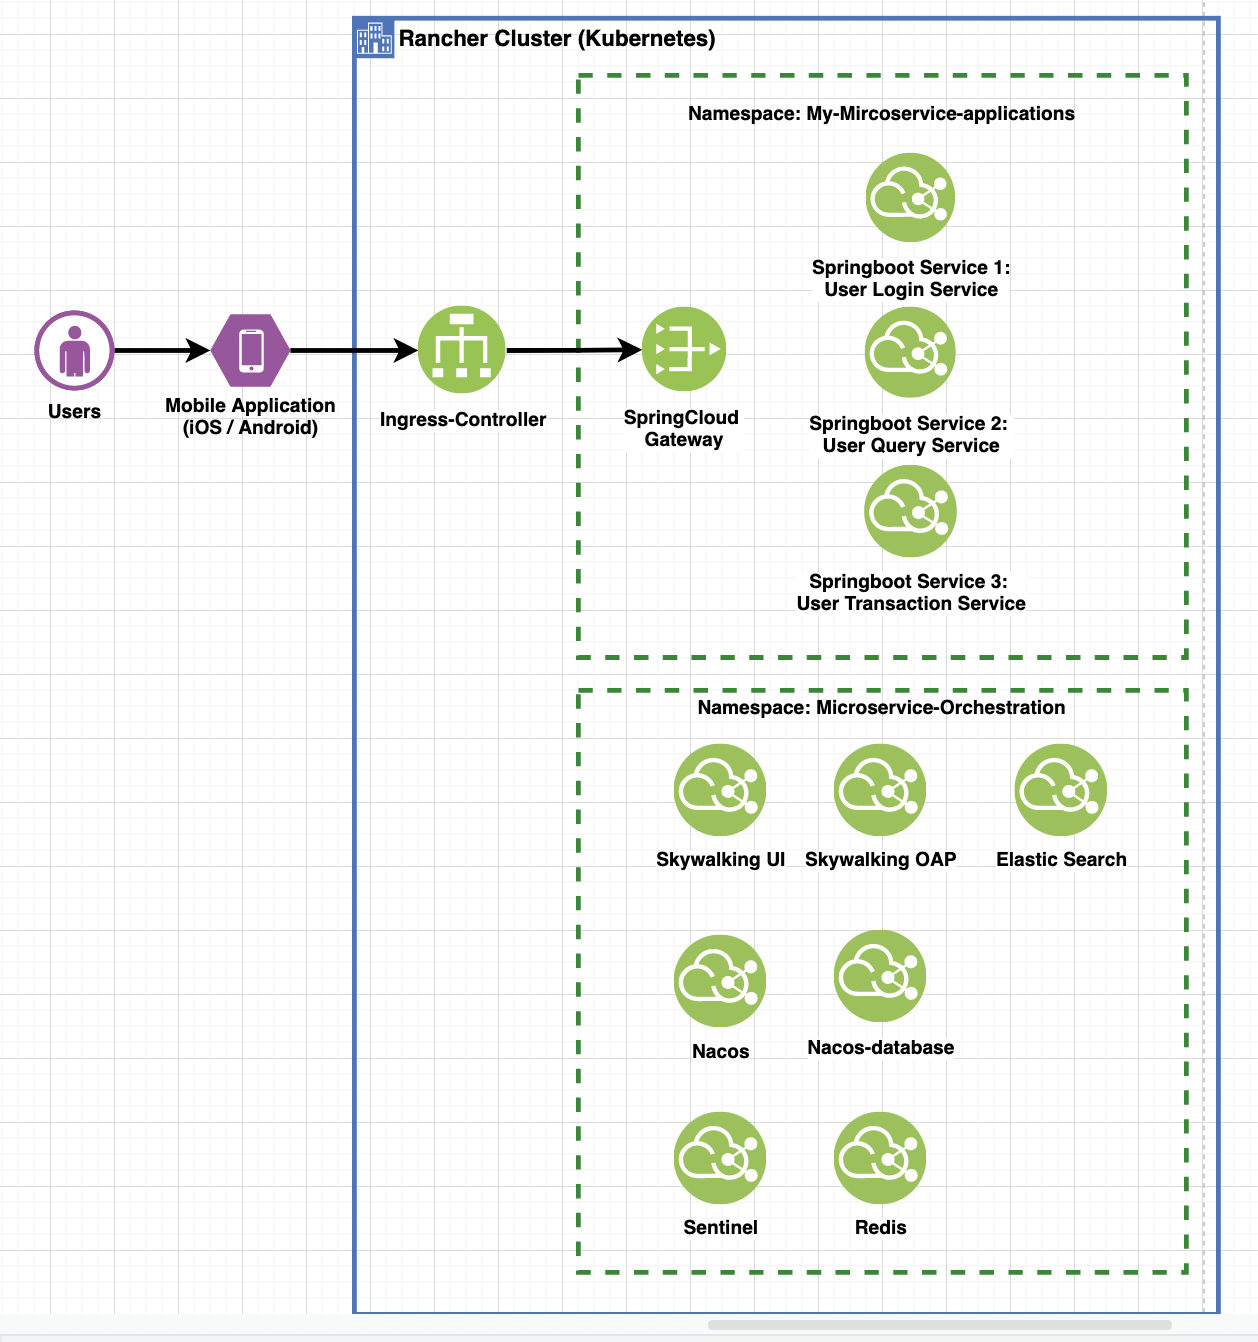 Rancher Cluster (Kubernetes)
Namespace: My-Mircoservice-applications
Springboot Service 1:
User Login Service
Users
Mobile Application
(iOS / Android)
Ingress-Controller
SpringCloud
Gateway
Springboot Service 2:
User Query Service
Springboot Service 3:
User Transaction Service
Namespace: Microservice-Orchestration
Skywalking UI
Skywalking OAP
Elastic Search
Nacos
Nacos-database
Sentinel
Redis